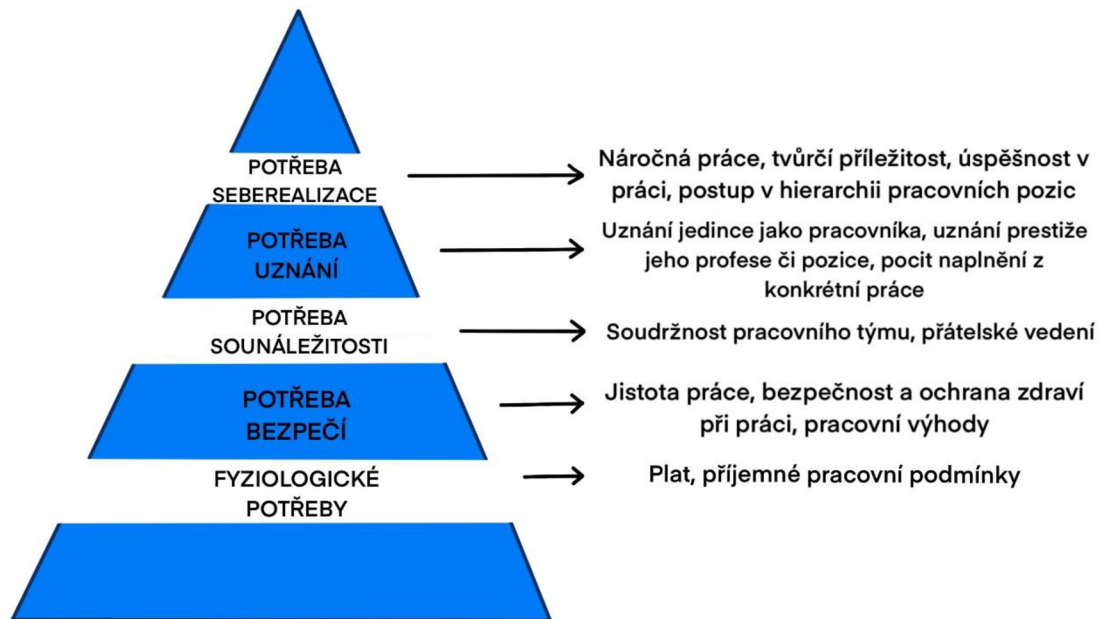 POTŘEBA
SEBEREALIZACE
Náročná práce, tvůrčí příležitost, úspěšnost v
práci, postup v hierarchii pracovních pozic
POTŘEBA
UZNÁNÍ
Uznání jedince jako pracovníka, uznání prestiže
jeho profese či pozice, pocit naplnění z
konkrétní práce
POTŘEBA
SOUNÁLEŽITOSTI
Soudržnost pracovního týmu, přátelské vedení
POTŘEBA
BEZPEČÍ
Jistota práce, bezpečnost a ochrana zdraví
při práci, pracovní výhody
FYZIOLOGICKÉ
POTŘEBY
Plat, příjemné pracovní podmínky